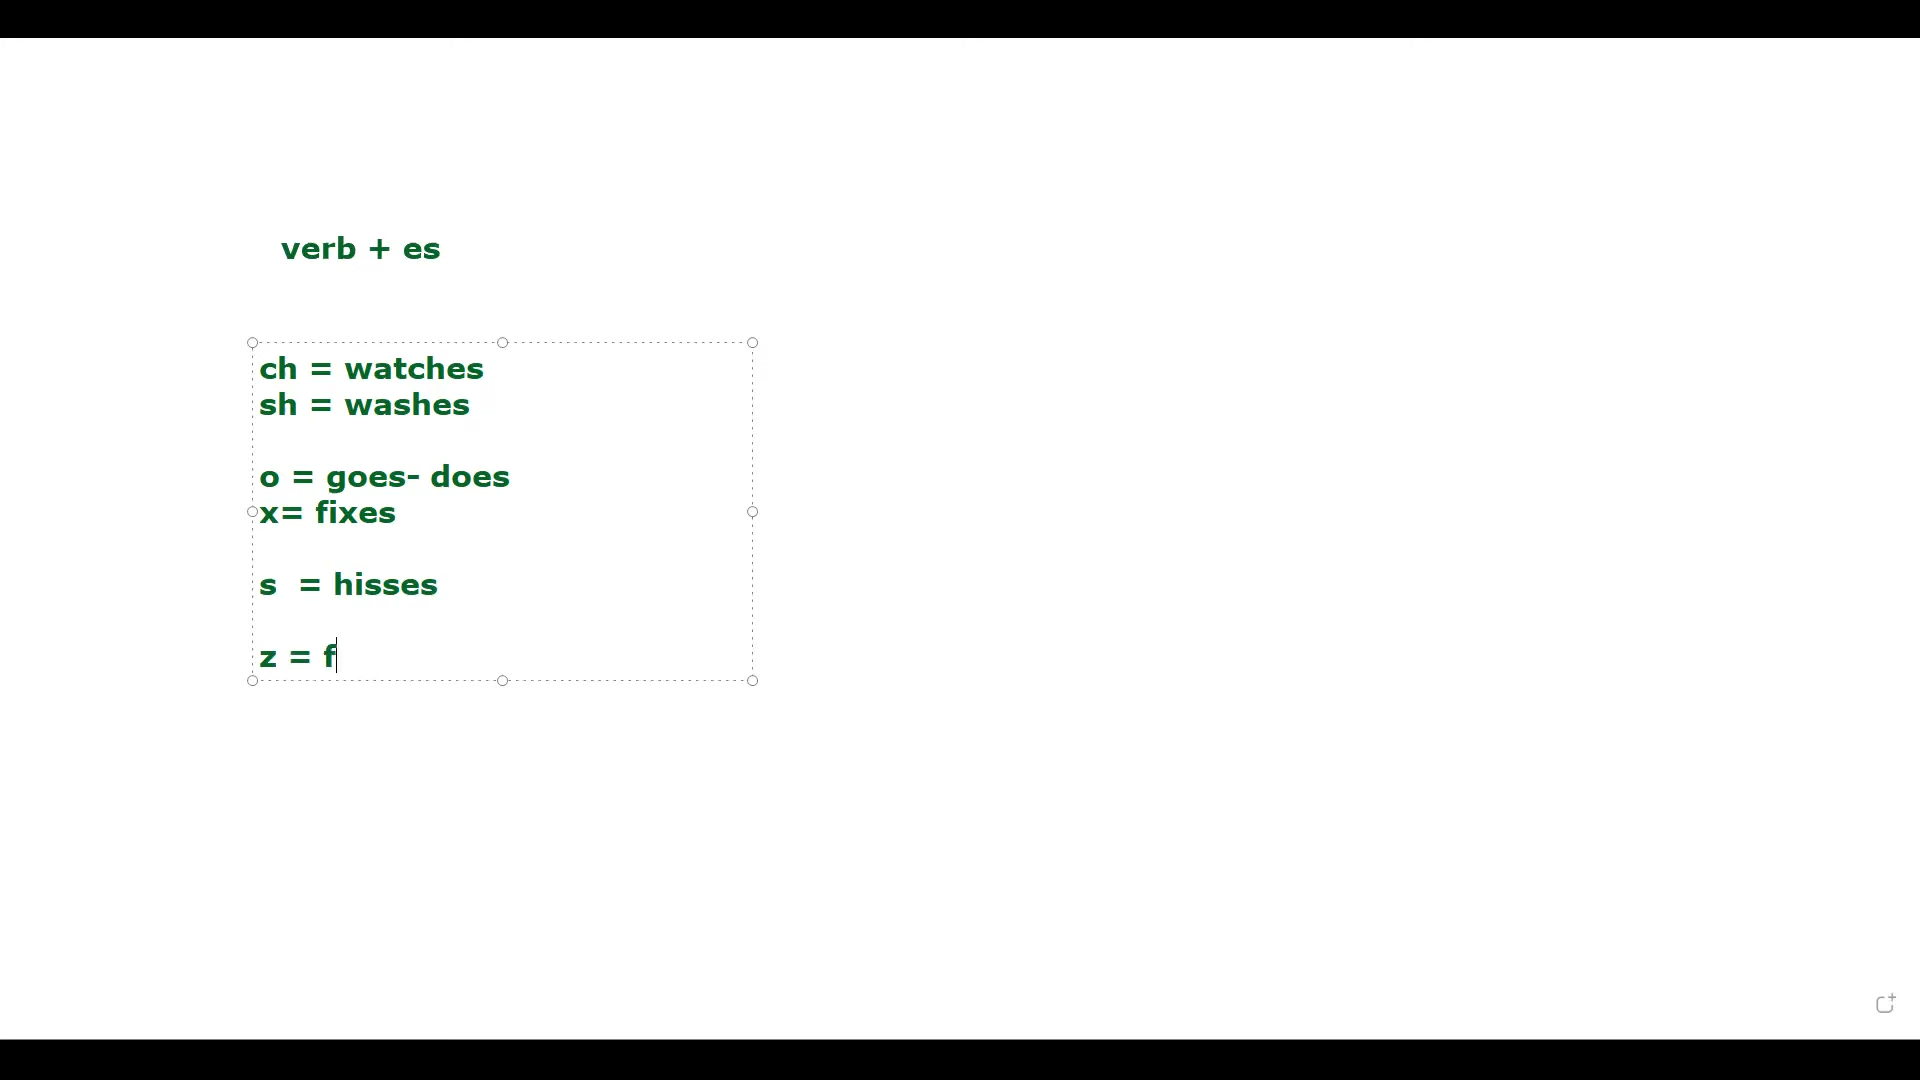 verb + es
ch = watches
sh = washes
o = goes- does
x= fixes
s  = hisses
z = f